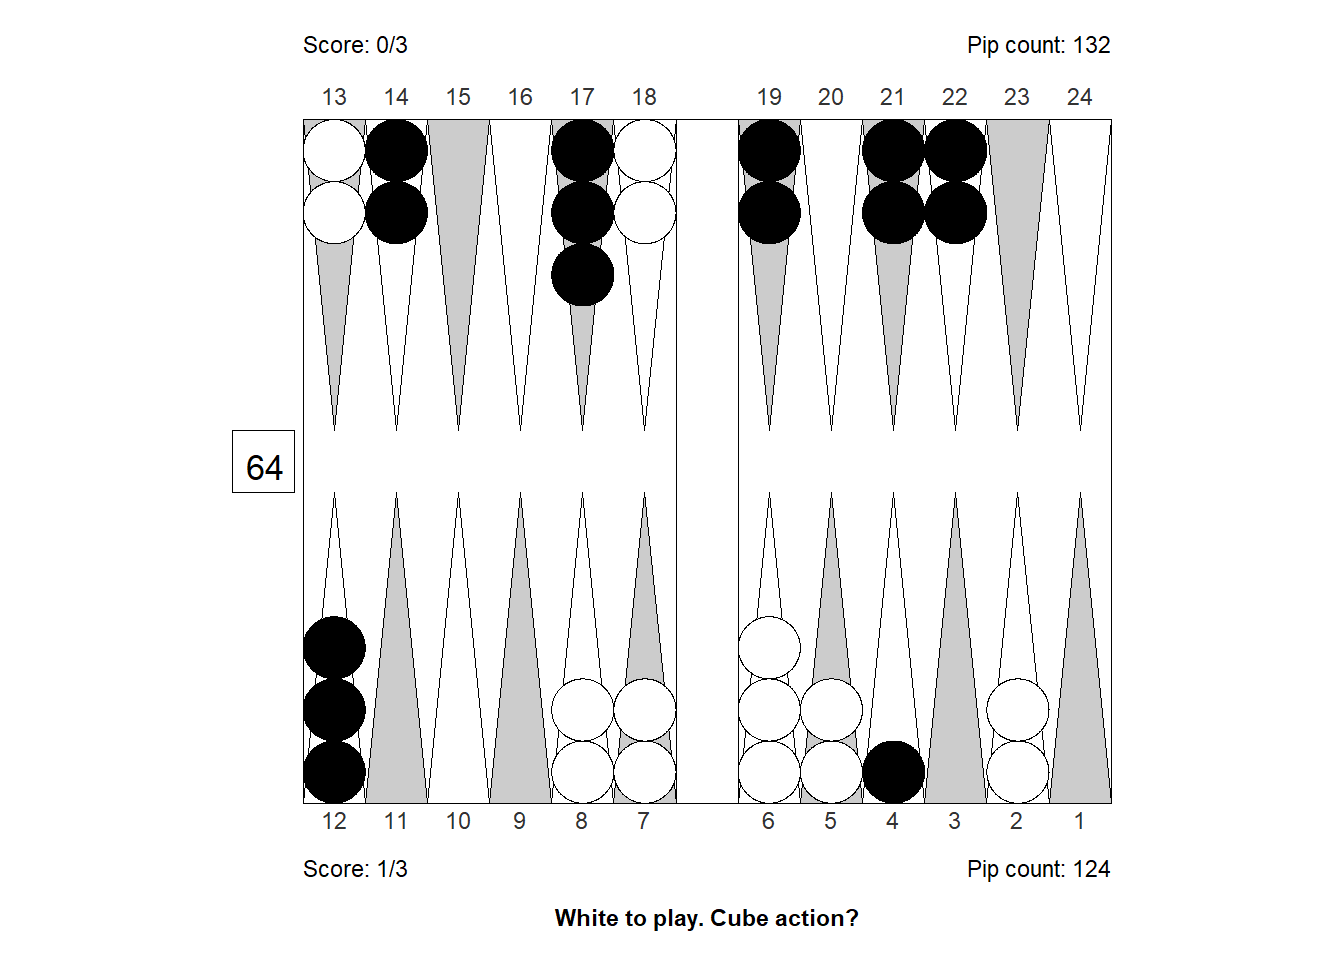 Score: 0/3 Pip count: 132
13 14 15 16 17 18 19 20 21 22 23 24
64
12 11 10 9 8 7 6 5 4 3 2 1
Score: 1/3 Pip count: 124
White to play. Cube action?